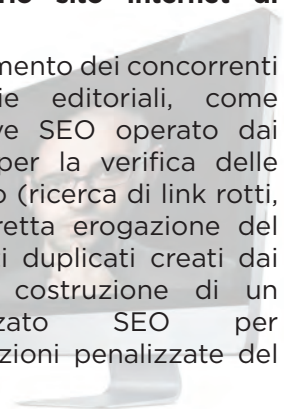 sito internet di
mento dei concorrenti
ie editoriali, come
ve SEO operato dai
per la verifica delle
o (ricerca di link rotti,
retta erogazione del
i duplicati creati dai
costruzione di un
zato SEO per
zioni penalizzate del